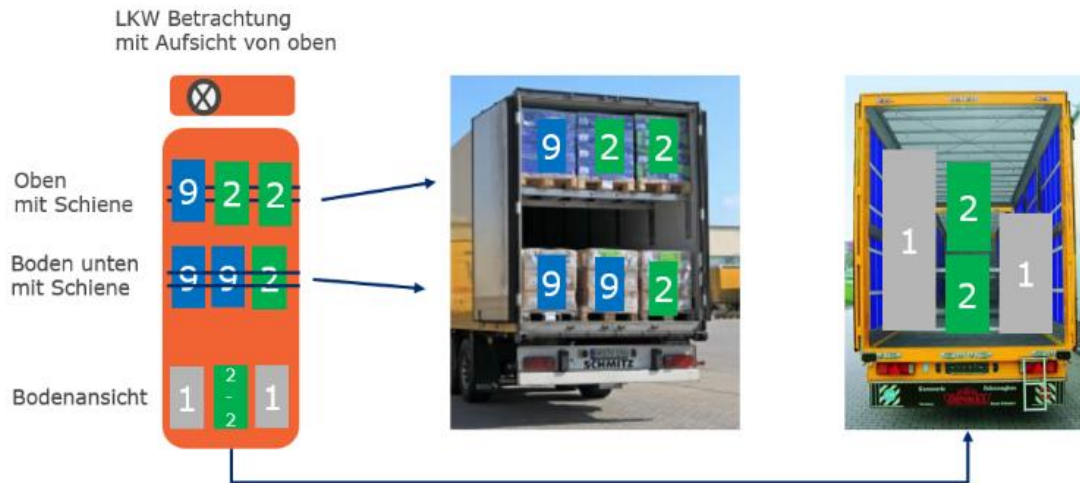 LKW Betrachtung
mit Aufsicht von oben
Oben
mit Schiene
9 2 2
Boden unten
mit Schiene
9 9 2
Bodenansicht
1
2
-
2
1
9 2 2
9 9 2
SCHMITZ
1
2
2
1